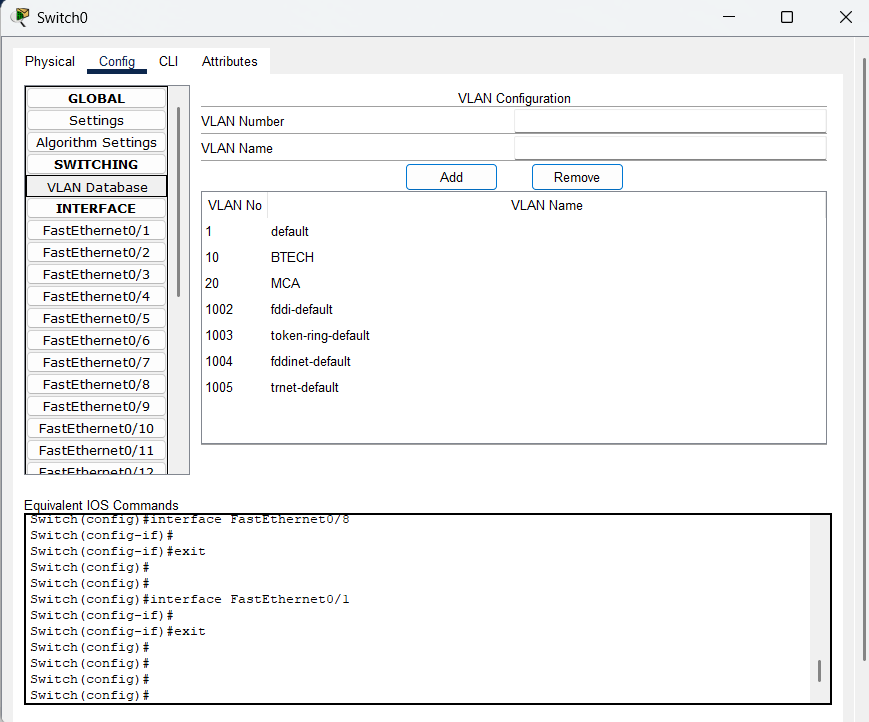 Switch0
Physical Config CLI Attributes
GLOBAL
Settings
Algorithm Settings
SWITCHING
VLAN Database
INTERFACE
FastEthernet0/1
FastEthernet0/2
FastEthernet0/3
FastEthernet0/4
FastEthernet0/5
FastEthernet0/6
FastEthernet0/7
FastEthernet0/8
FastEthernet0/9
FastEthernet0/10
FastEthernet0/11
FastEthernet0/12
VLAN Configuration
VLAN Number
VLAN Name
Add Remove
VLAN No VLAN Name
1 default
10 BTECH
20 MCA
1002 fddi-default
1003 token-ring-default
1004 fddinet-default
1005 trnet-default
Equivalent IOS Commands
Switch(config)#interface FastEthernet0/8
Switch(config-if)#
Switch(config-if)#exit
Switch(config)#
Switch(config)#
Switch(config)#interface FastEthernet0/1
Switch(config-if)#
Switch(config-if)#exit
Switch(config)#
Switch(config)#
Switch(config)#
Switch(config)#